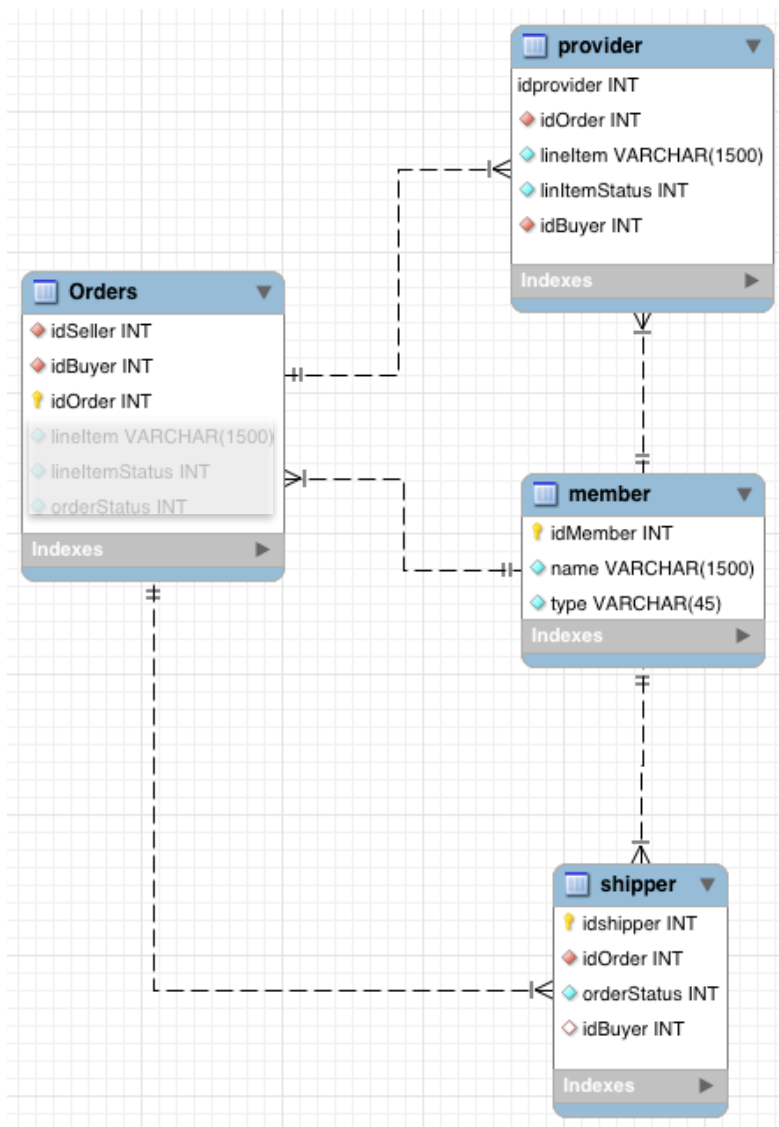 provider
idprovider INT
idOrder INT
lineItem VARCHAR(1500)
linItemStatus INT
idBuyer INT
Indexes
Orders
idSeller INT
idBuyer INT
idOrder INT
lineItem VARCHAR(1500)
lineItemStatus INT
orderStatus INT
Indexes
member
idMember INT
name VARCHAR(1500)
type VARCHAR(45)
Indexes
shipper
idshipper INT
idOrder INT
orderStatus INT
idBuyer INT
Indexes